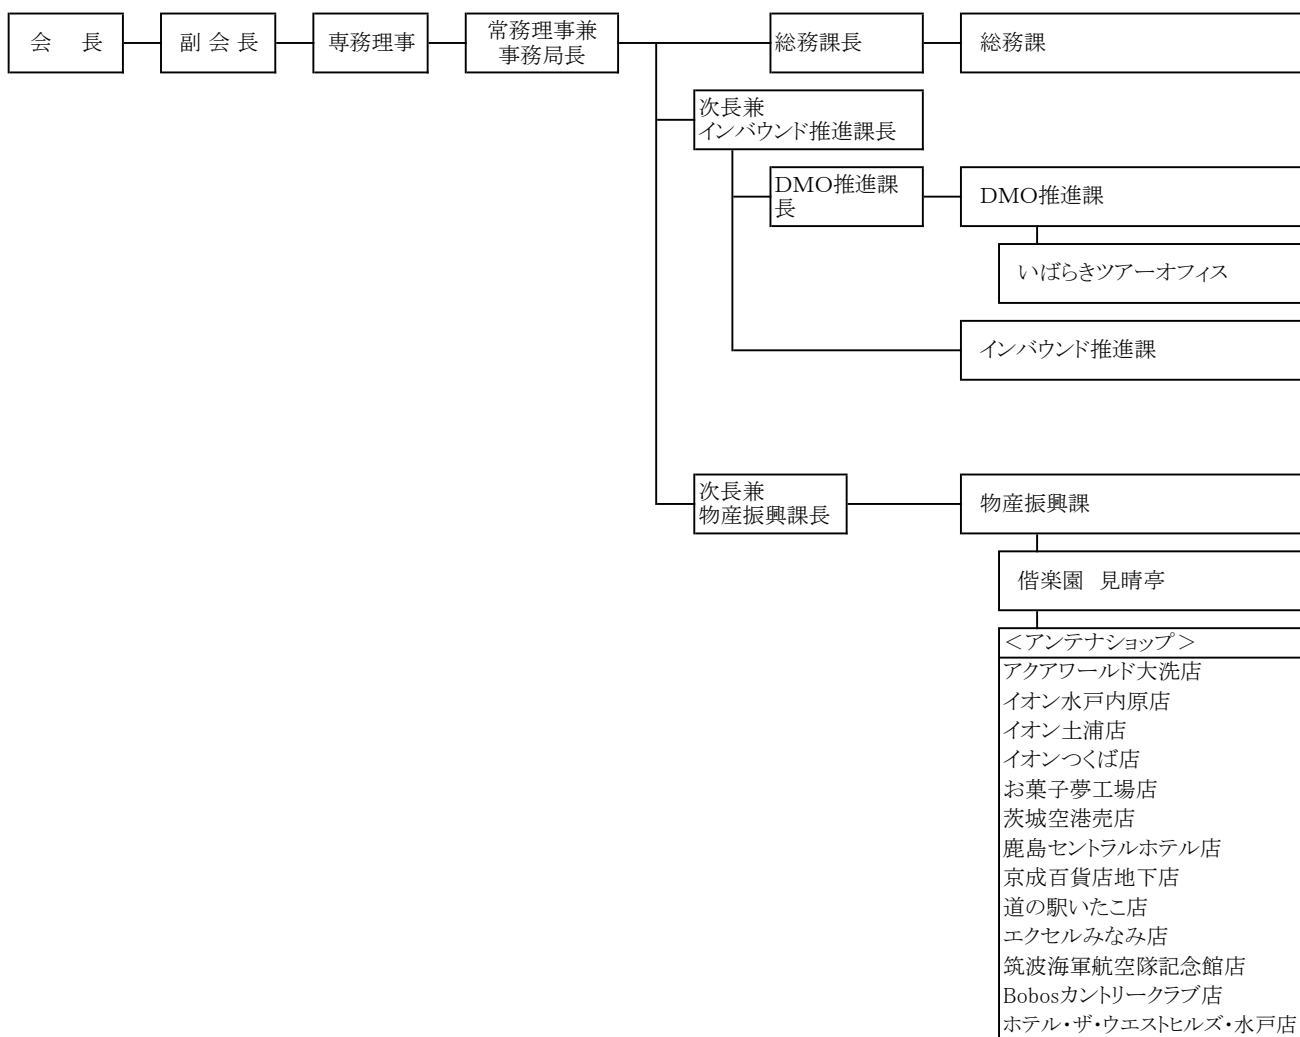 会　長
副 会 長
専務理事
常務理事兼
事務局長
総務課長
総務課
次長兼
インバウンド推進課長
DMO推進課
長
DMO推進課
いばらきツアーオフィス
インバウンド推進課
次長兼
物産振興課長
物産振興課
偕楽園　見晴亭
＜アンテナショップ＞
アクアワールド大洗店
イオン水戸内原店
イオン土浦店
イオンつくば店
お菓子夢工場店
茨城空港売店
鹿島セントラルホテル店
京成百貨店地下店
道の駅いたこ店
エクセルみなみ店
筑波海軍航空隊記念館店
Bobosカントリークラブ店
ホテル・ザ・ウエストヒルズ・水戸店